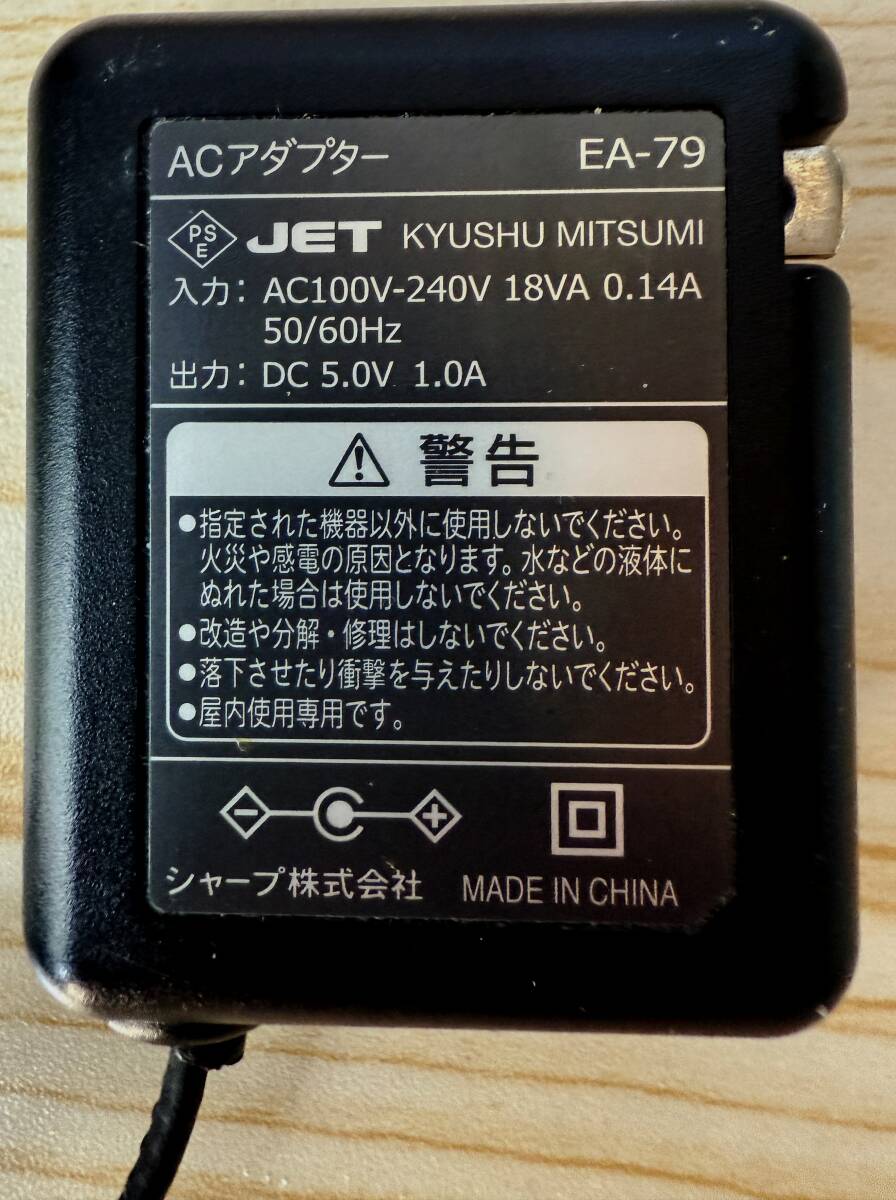 ACアダプター EA-79
PS
E
JET KYUSHU MITSUMI
入力: AC100V-240V 18VA 0.14A
50/60Hz
出力: DC 5.0V 1.0A
警告
●指定された機器以外に使用しないでください。
火災や感電の原因となります。水などの液体に
ぬれた場合は使用しないでください。
●改造や分解・修理はしないでください。
●落下させたり衝撃を与えたりしないでください。
●屋内使用専用です。
シャープ株式会社 MADE IN CHINA